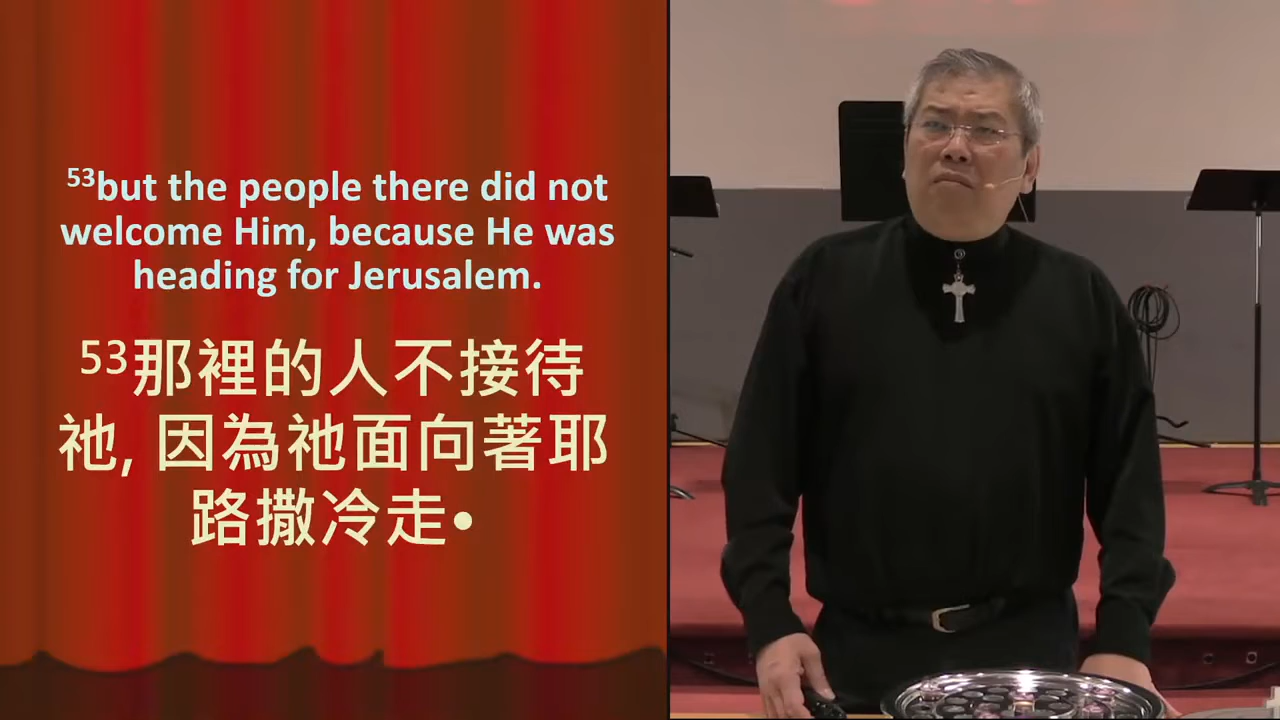 53but the people there did not
welcome Him, because He was
heading for Jerusalem.
53那裡的人不接待
祂, 因為祂面向著耶
路撒冷走•